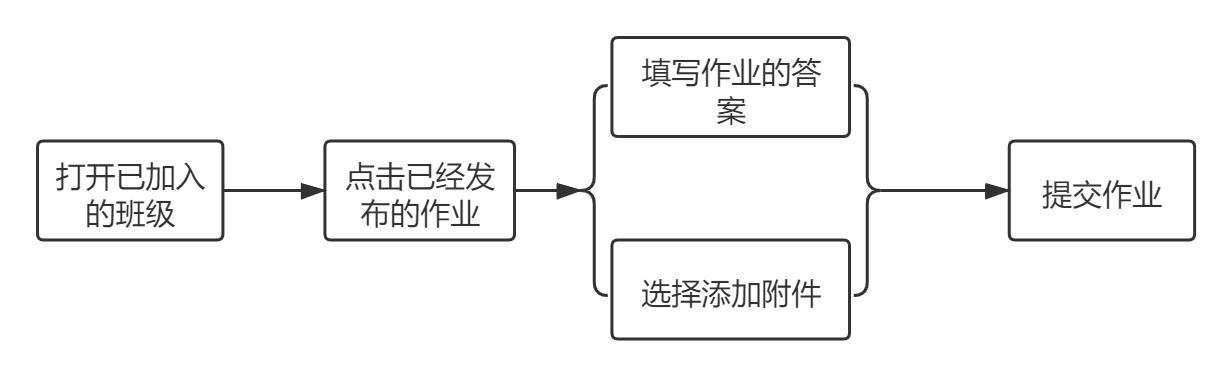 打开已加入
的班级
点击已经发
布的作业
填写作业的答
案
选择添加附件
提交作业